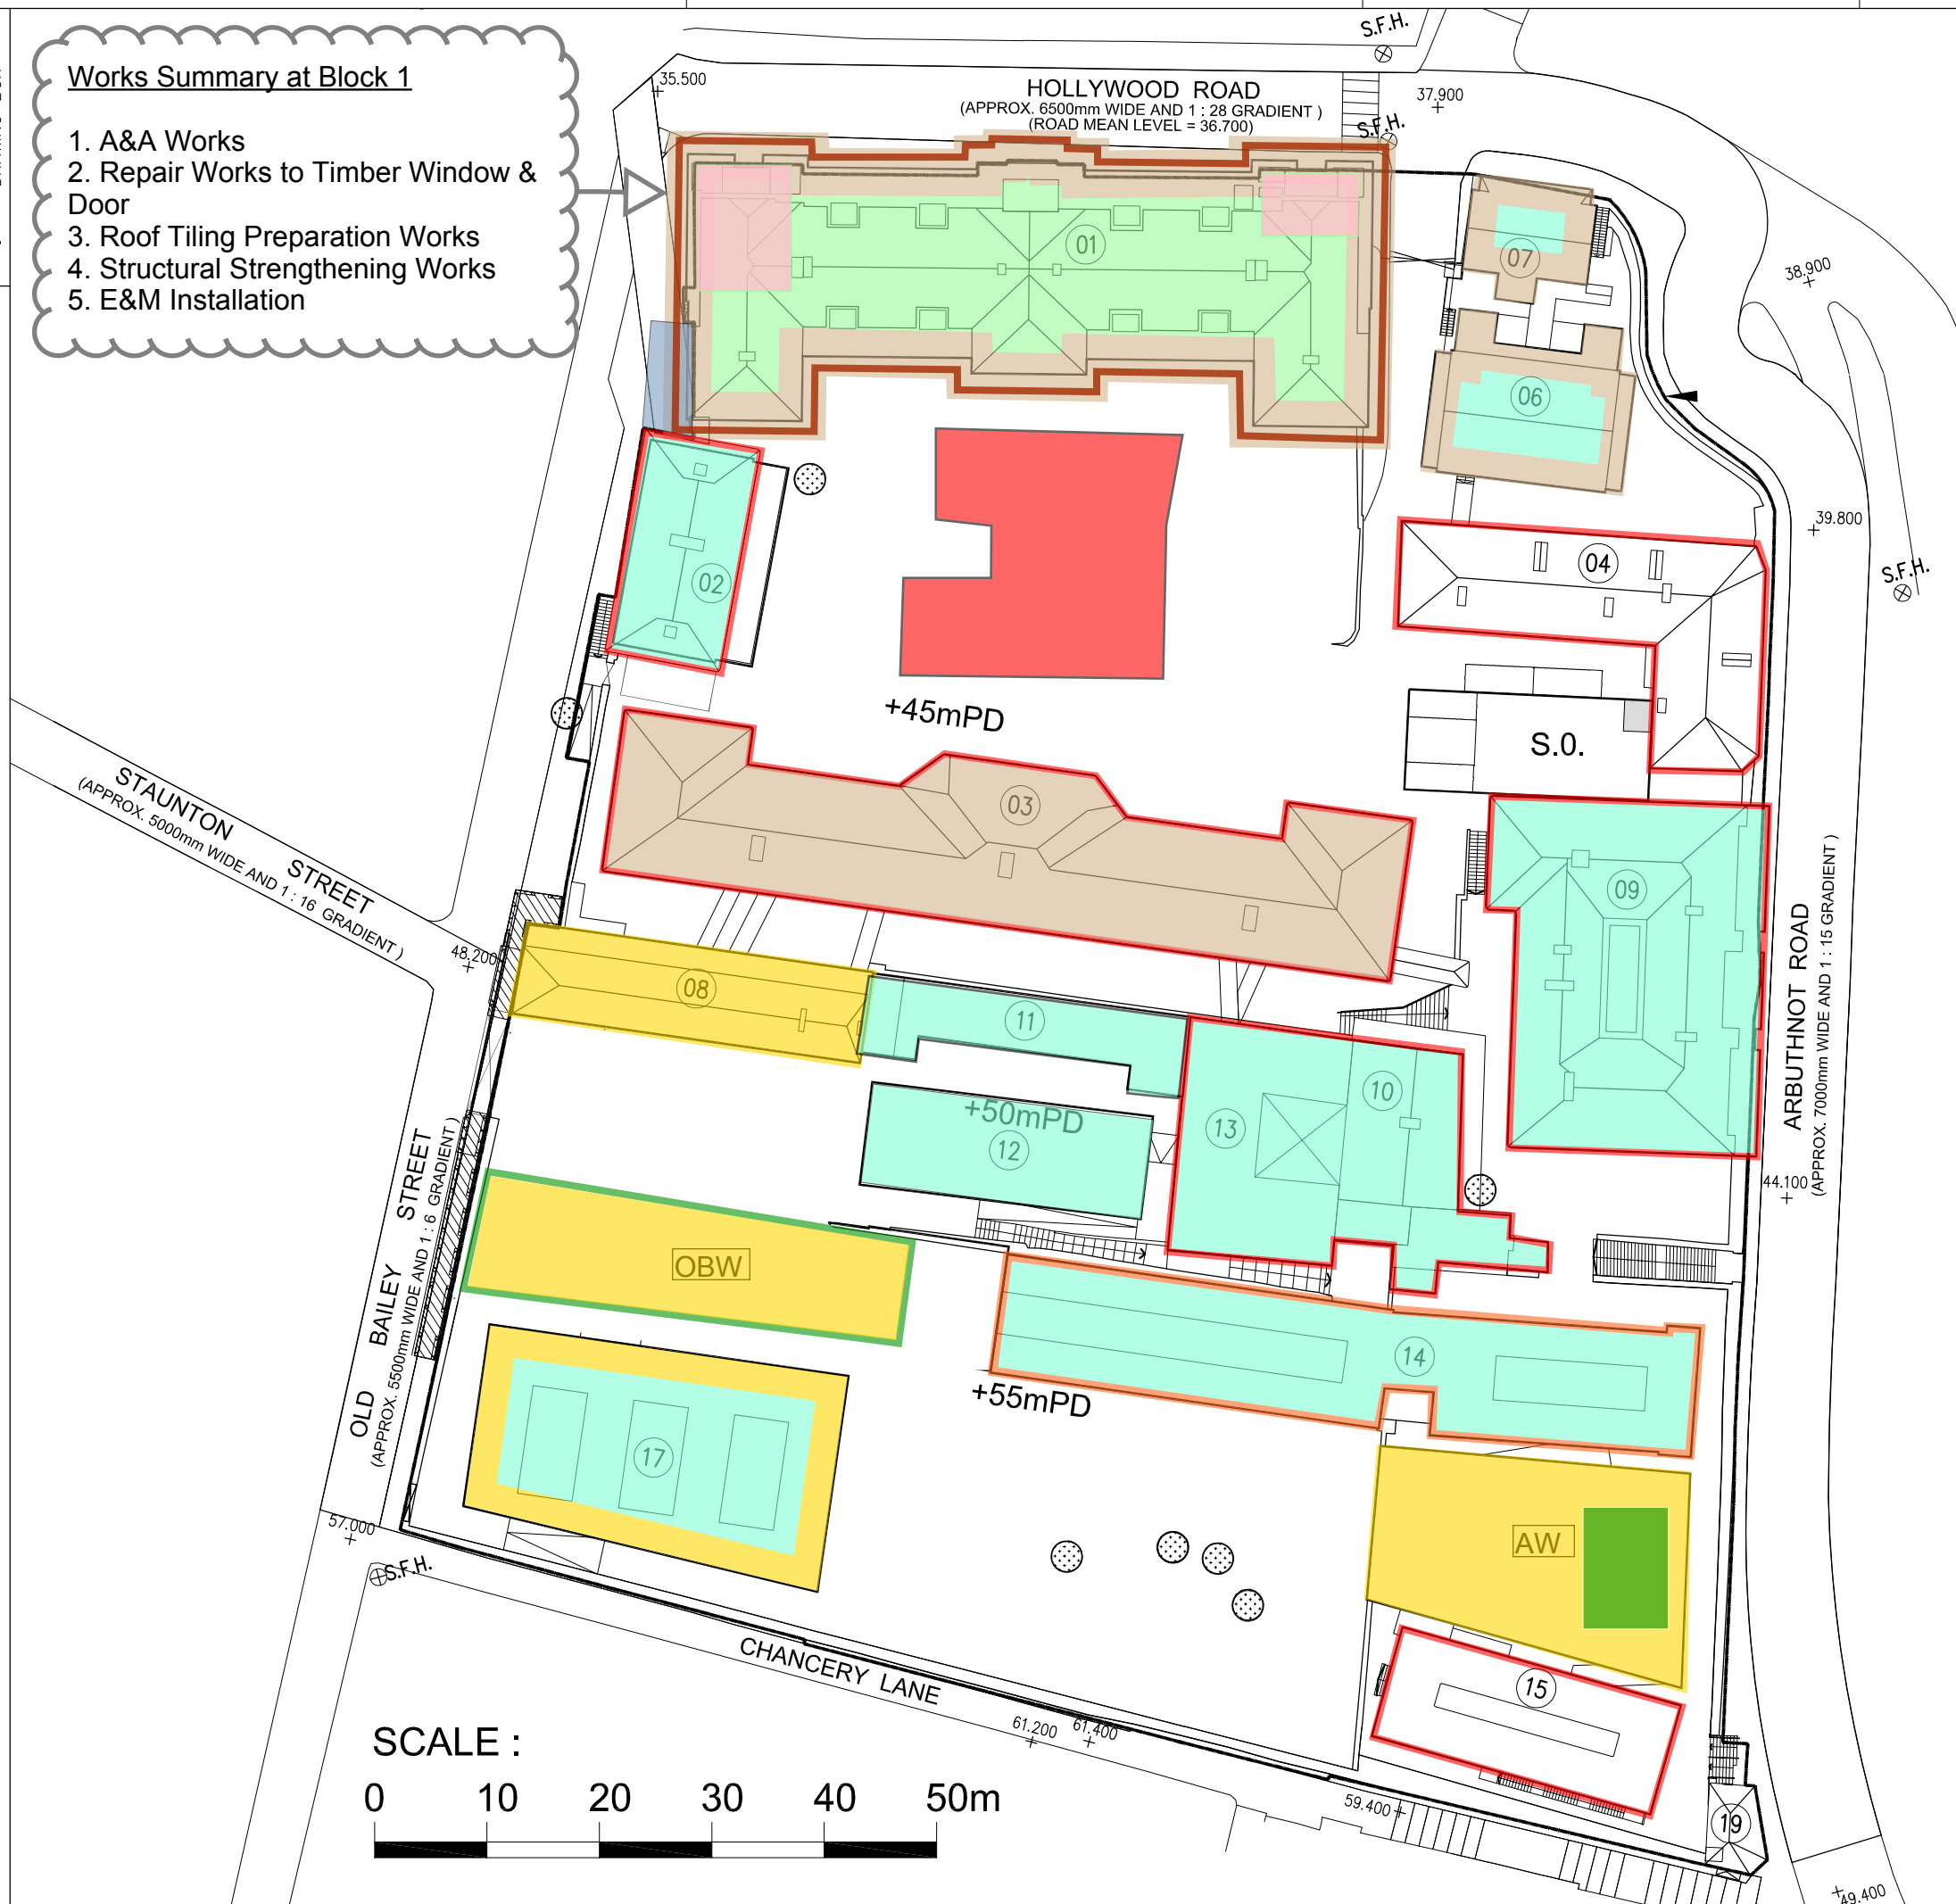 Works Summary at Block 1
1. A&A Works
2. Repair Works to Timber Window &
Door
3. Roof Tiling Preparation Works
4. Structural Strengthening Works
5. E&M Installation
S.F.H.
35.500
HOLLYWOOD ROAD
(APPROX. 6500mm WIDE AND 1 : 28 GRADIENT )
(ROAD MEAN LEVEL = 36.700)
37.900
S.F.H.
01
07
38.900
06
39.800
S.F.H.
04
02
+45mPD
S.O.
03
STAUNTON STREET
(APPROX. 5000mm WIDE AND 1 : 16 GRADIENT )
09
48.200
08
11
10
13
+50mPD
12
ARBUTHNOT ROAD
(APPROX. 7000mm WIDE AND 1 : 15 GRADIENT )
44.100
OLD BAILEY STREET
(APPROX. 5500mm WIDE AND 1 : 6 GRADIENT )
OBW
14
+55mPD
17
57.000
S.F.H.
AW
CHANCERY LANE
15
61.200
61.400
59.400
19
49.400
SCALE :
0 10 20 30 40 50m